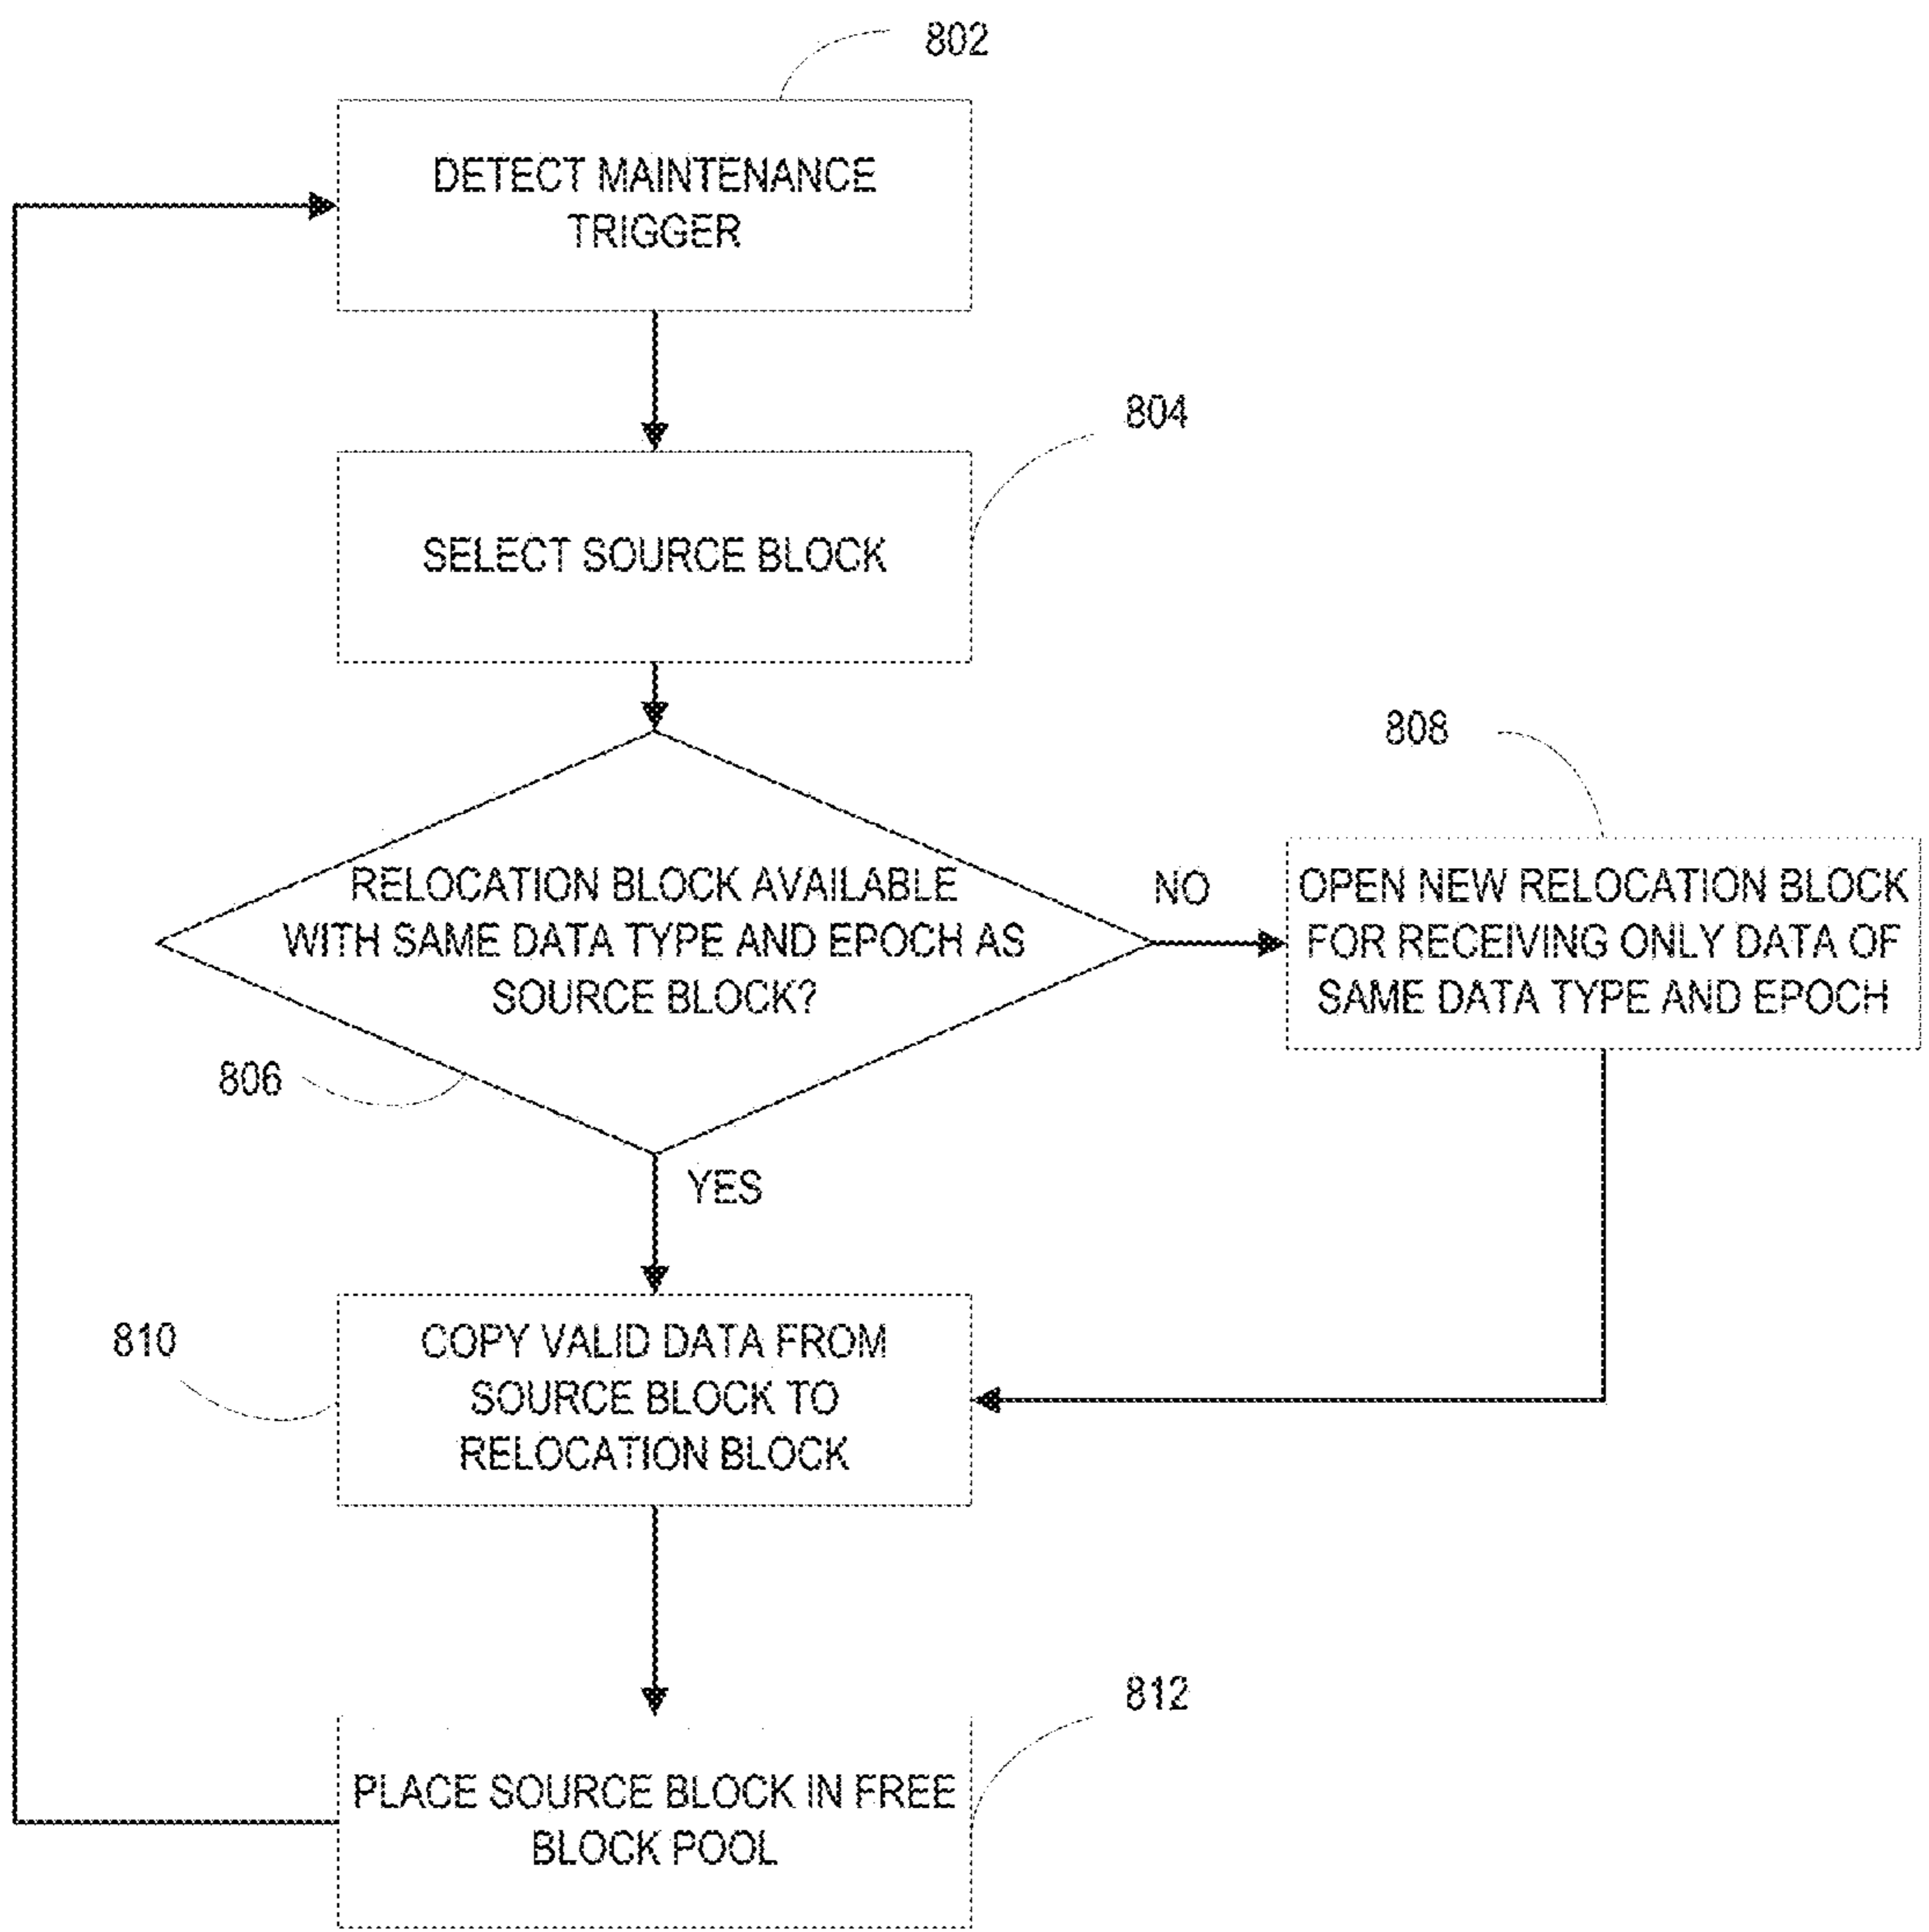 802
DETECT MAINTENANCE
TRIGGER
804
SELECT SOURCE BLOCK
808
RELOCATION BLOCK AVAILABLE
WITH SAME DATA TYPE AND EPOCH AS
SOURCE BLOCK?
NO
OPEN NEW RELOCATION BLOCK
FOR RECEIVING ONLY DATA OF
SAME DATA TYPE AND EPOCH
806
YES
810
COPY VALID DATA FROM
SOURCE BLOCK TO
RELOCATION BLOCK
812
PLACE SOURCE BLOCK IN FREE
BLOCK POOL